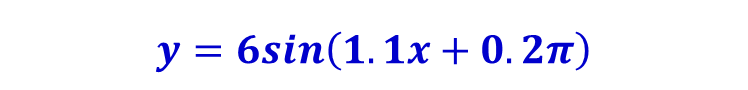 y = 6sin(1.1x + 0.2π)